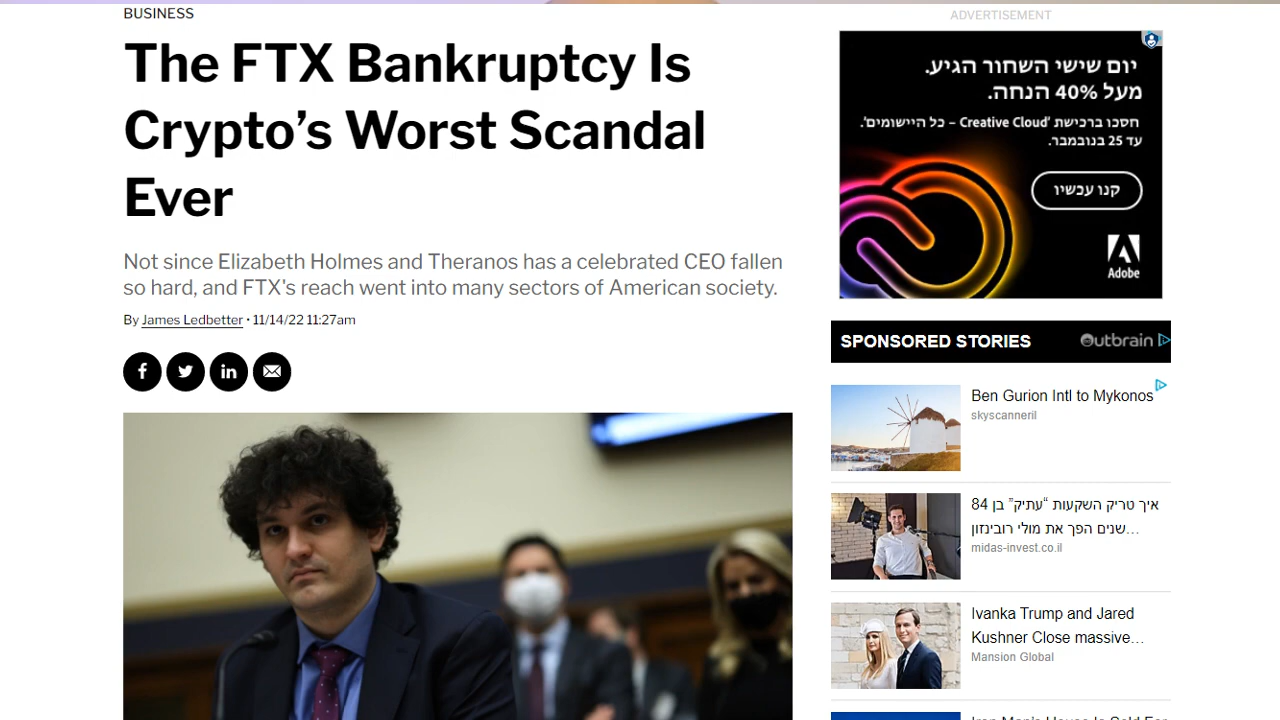 BUSINESS
The FTX Bankruptcy Is
Crypto’s Worst Scandal
Ever
Not since Elizabeth Holmes and Theranos has a celebrated CEO fallen
so hard, and FTX's reach went into many sectors of American society.
By James Ledbetter • 11/14/22 11:27am
ADVERTISEMENT
יום שישי השחור הגיע.
מעל 40% הנחה.
חסכו ברכישת 'Creative Cloud – כל היישומים'.
עד 25 בנובמבר.
קנו עכשיו
Adobe
SPONSORED STORIES
Outbrain
Ben Gurion Intl to Mykonos
skyscanneril
איך טריק השקעות “עתיק” בן 84
שנים הפך את מולי רובינזון...
midas-invest.co.il
Ivanka Trump and Jared
Kushner Close massive...
Mansion Global